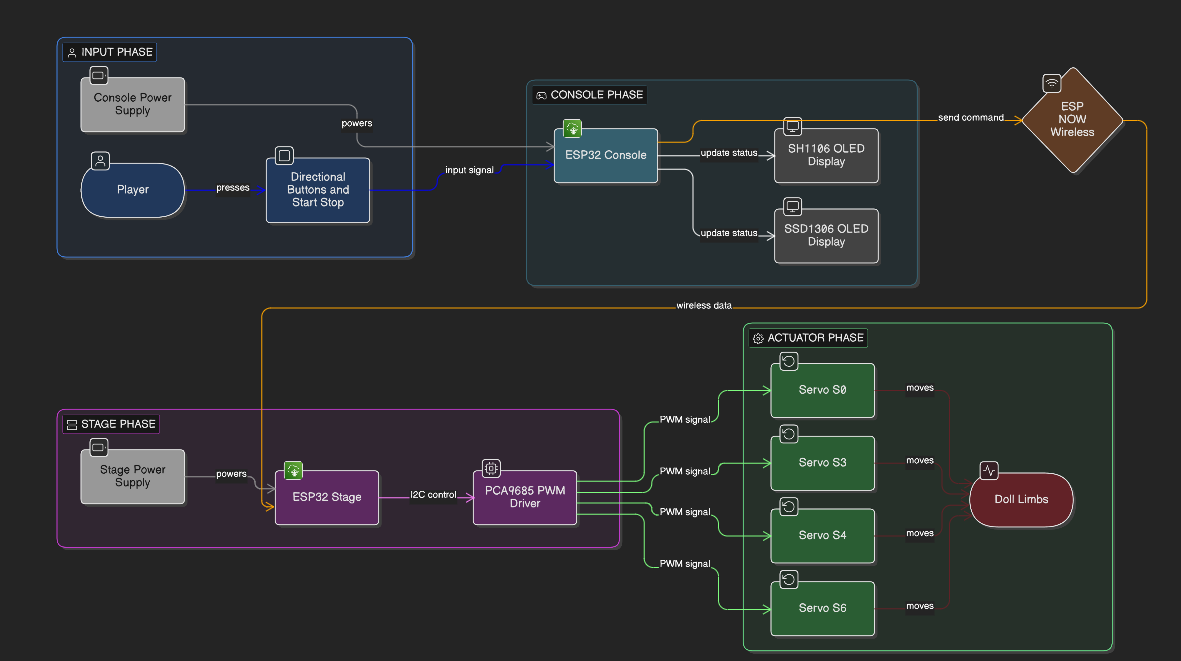 INPUT PHASE
Console Power
Supply
powers
Player
presses
Directional
Buttons and
Start Stop
input signal
CONSOLE PHASE
ESP32 Console
update status
SH1106 OLED
Display
update status
SSD1306 OLED
Display
send command
ESP
NOW
Wireless
wireless data
STAGE PHASE
Stage Power
Supply
powers
ESP32 Stage
I2C control
PCA9685 PWM
Driver
PWM signal
PWM signal
PWM signal
PWM signal
ACTUATOR PHASE
Servo S0
moves
Servo S3
moves
Servo S4
moves
Servo S6
moves
Doll Limbs